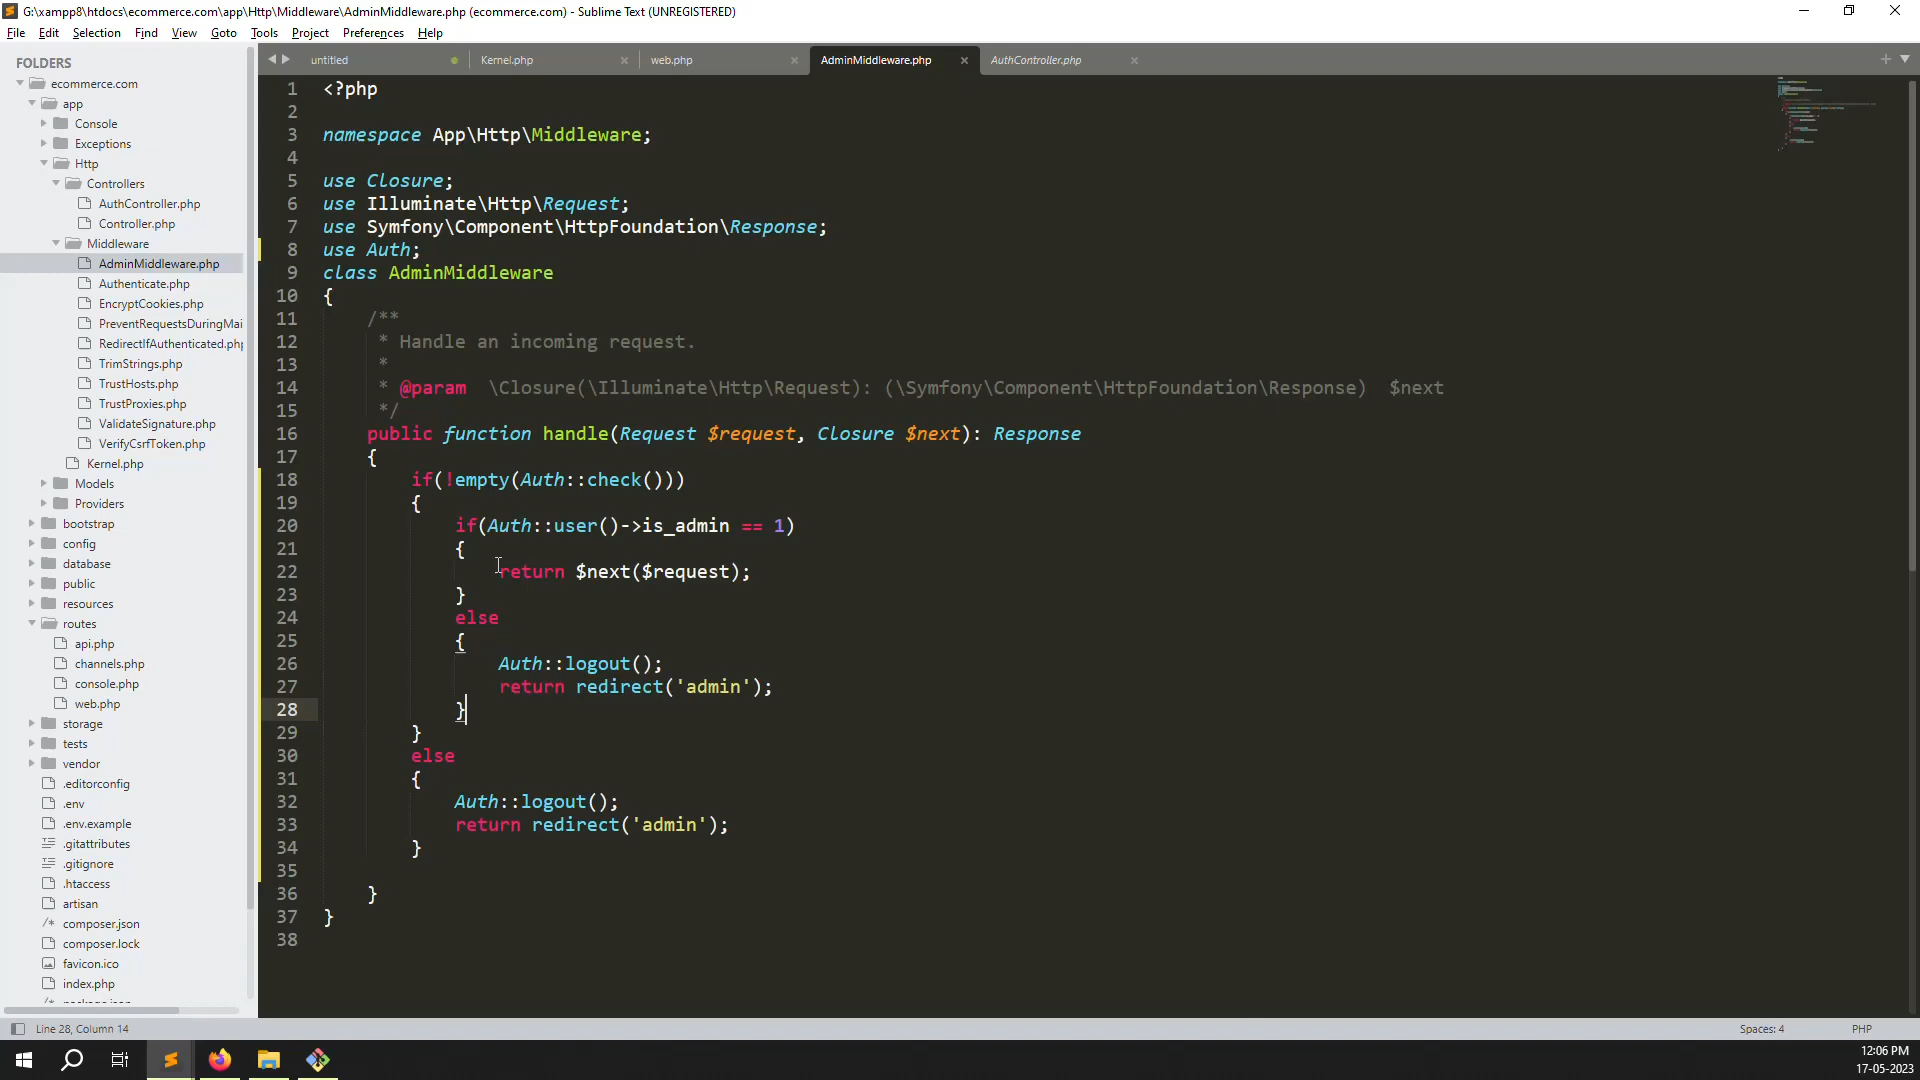 G:\xampp8\htdocs\ecommerce.com\app\Http\Middleware\AdminMiddleware.php (ecommerce.com) - Sublime Text (UNREGISTERED)
File Edit Selection Find View Goto Tools Project Preferences Help
FOLDERS
ecommerce.com
app
Console
Exceptions
Http
Controllers
AuthController.php
Controller.php
Middleware
AdminMiddleware.php
Authenticate.php
EncryptCookies.php
PreventRequestsDuringMai
RedirectIfAuthenticated.php
TrimStrings.php
TrustHosts.php
TrustProxies.php
ValidateSignature.php
VerifyCsrfToken.php
Kernel.php
Models
Providers
bootstrap
config
database
public
resources
routes
api.php
channels.php
console.php
web.php
storage
tests
vendor
.editorconfig
.env
.env.example
.gitattributes
.gitignore
.htaccess
artisan
composer.json
composer.lock
favicon.ico
index.php
untitled Kernel.php web.php AdminMiddleware.php AuthController.php
1 <?php
2
3 namespace App\Http\Middleware;
4
5 use Closure;
6 use Illuminate\Http\Request;
7 use Symfony\Component\HttpFoundation\Response;
8 use Auth;
9 class AdminMiddleware
10 {
11 /**
12 * Handle an incoming request.
13 *
14 * @param  \Closure(\Illuminate\Http\Request): (\Symfony\Component\HttpFoundation\Response)  $next
15 */
16 public function handle(Request $request, Closure $next): Response
17 {
18 if(!empty(Auth::check()))
19 {
20 if(Auth::user()->is_admin == 1)
21 {
22 return $next($request);
23 }
24 else
25 {
26 Auth::logout();
27 return redirect('admin');
28 }
29 }
30 else
31 {
32 Auth::logout();
33 return redirect('admin');
34 }
35
36 }
37 }
38
Line 28, Column 14 Spaces: 4 PHP
12:06 PM
17-05-2023